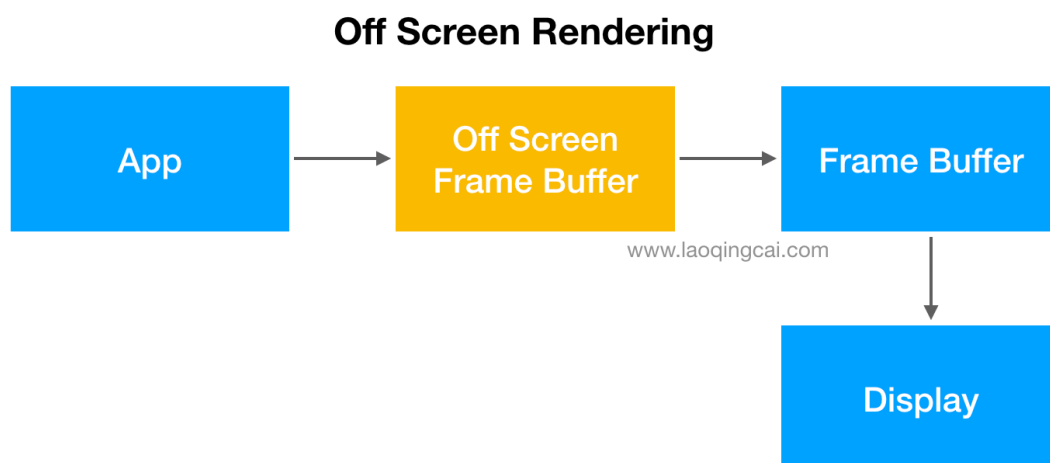 Off Screen Rendering
App
Off Screen
Frame Buffer
Frame Buffer
www.laoqingcai.com
Display